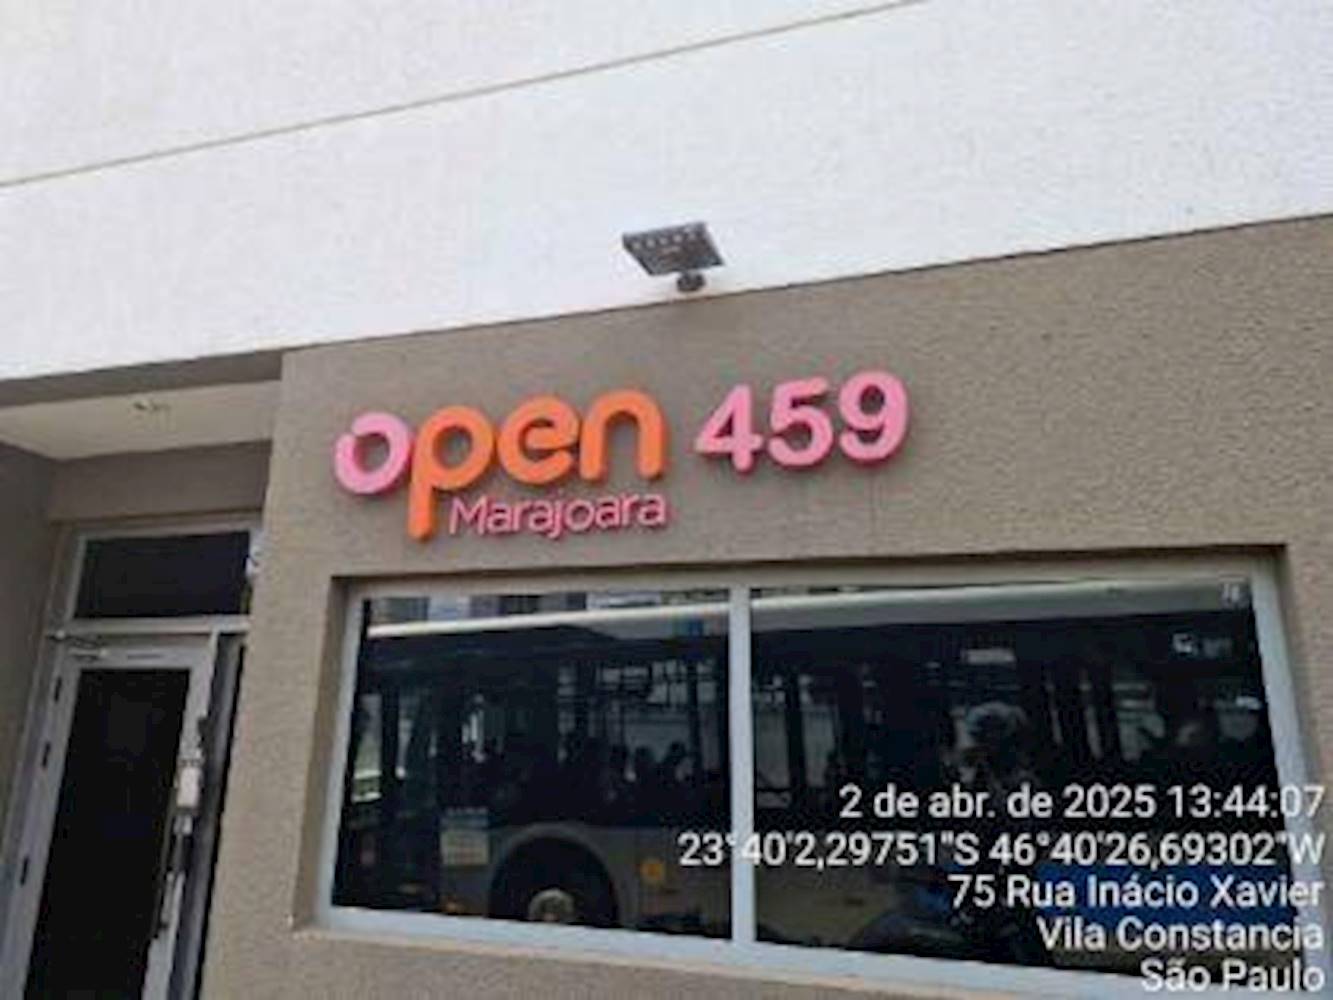 open 459
Marajoara
2 de abr. de 2025 13:44:07
23°40'2,29751"S 46°40'26,69302"W
75 Rua Inácio Xavier
Vila Constancia
São Paulo